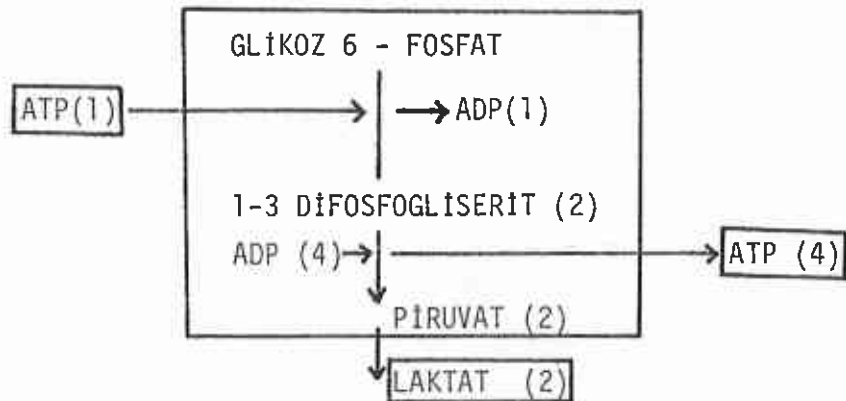 GLİKOZ 6 - FOSFAT
ATP(1)
ADP(1)
1-3 DİFOSFOGLİSERİT (2)
ADP (4)
ATP (4)
PİRUVAT (2)
LAKTAT (2)